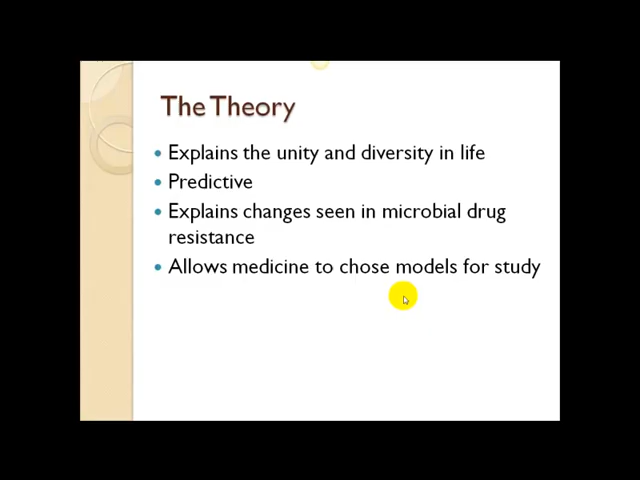 The Theory
• Explains the unity and diversity in life
• Predictive
• Explains changes seen in microbial drug
resistance
• Allows medicine to chose models for study